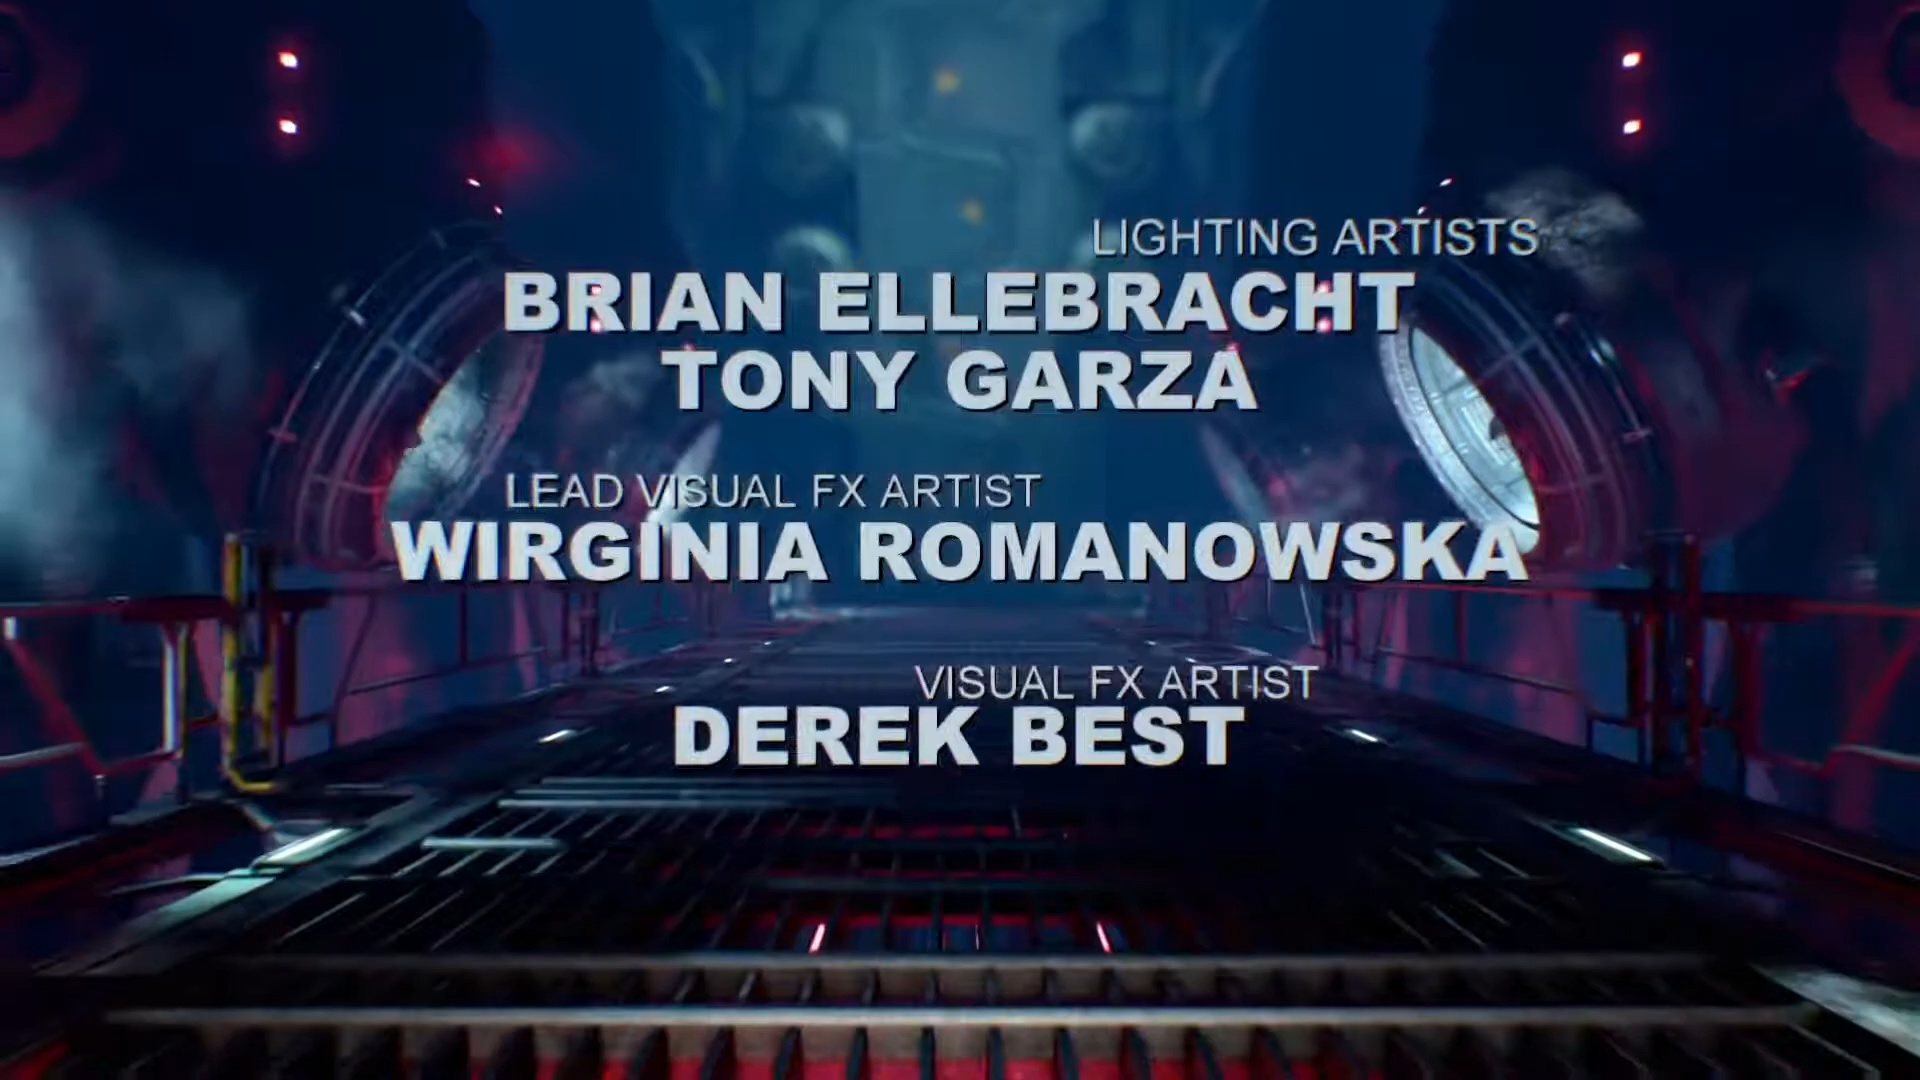 LIGHTING ARTISTS
BRIAN ELLEBRACHT
TONY GARZA
LEAD VISUAL FX ARTIST
WIRGINIA ROMANOWSKA
VISUAL FX ARTIST
DEREK BEST